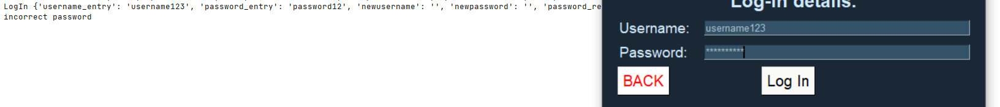 LogIn {'username_entry': 'username123', 'password_entry': 'password12', 'newusername': '', 'newpassword': '', 'password_re
incorrect password
Log-in details:
Username: username123
Password: **********
BACK Log In